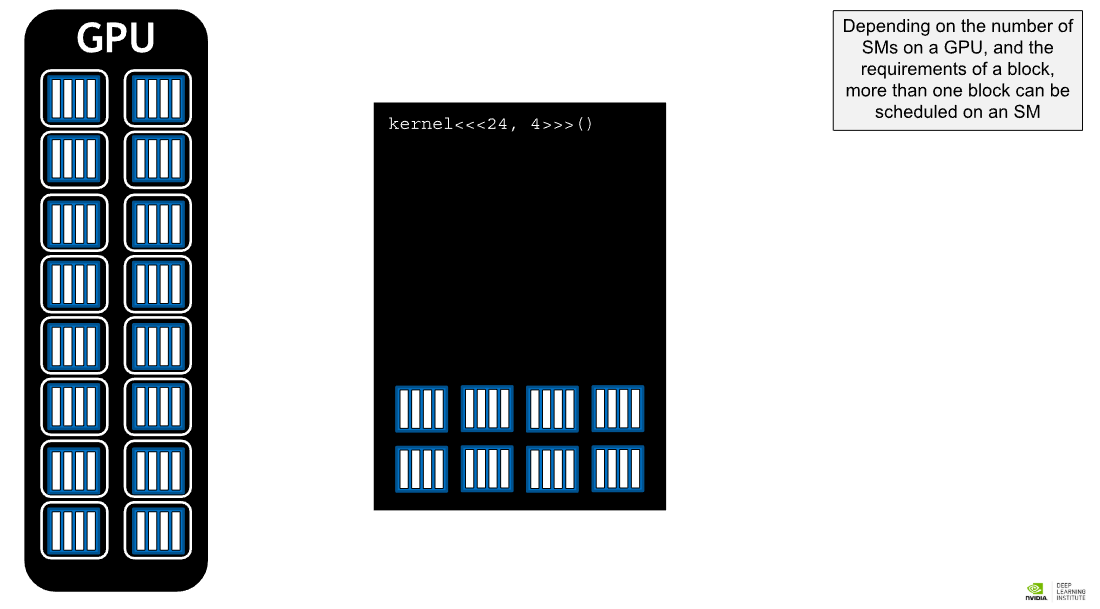 GPU
kernel<<<24, 4>>>()
Depending on the number of
SMs on a GPU, and the
requirements of a block,
more than one block can be
scheduled on an SM
NVIDIA
DEEP
LEARNING
INSTITUTE